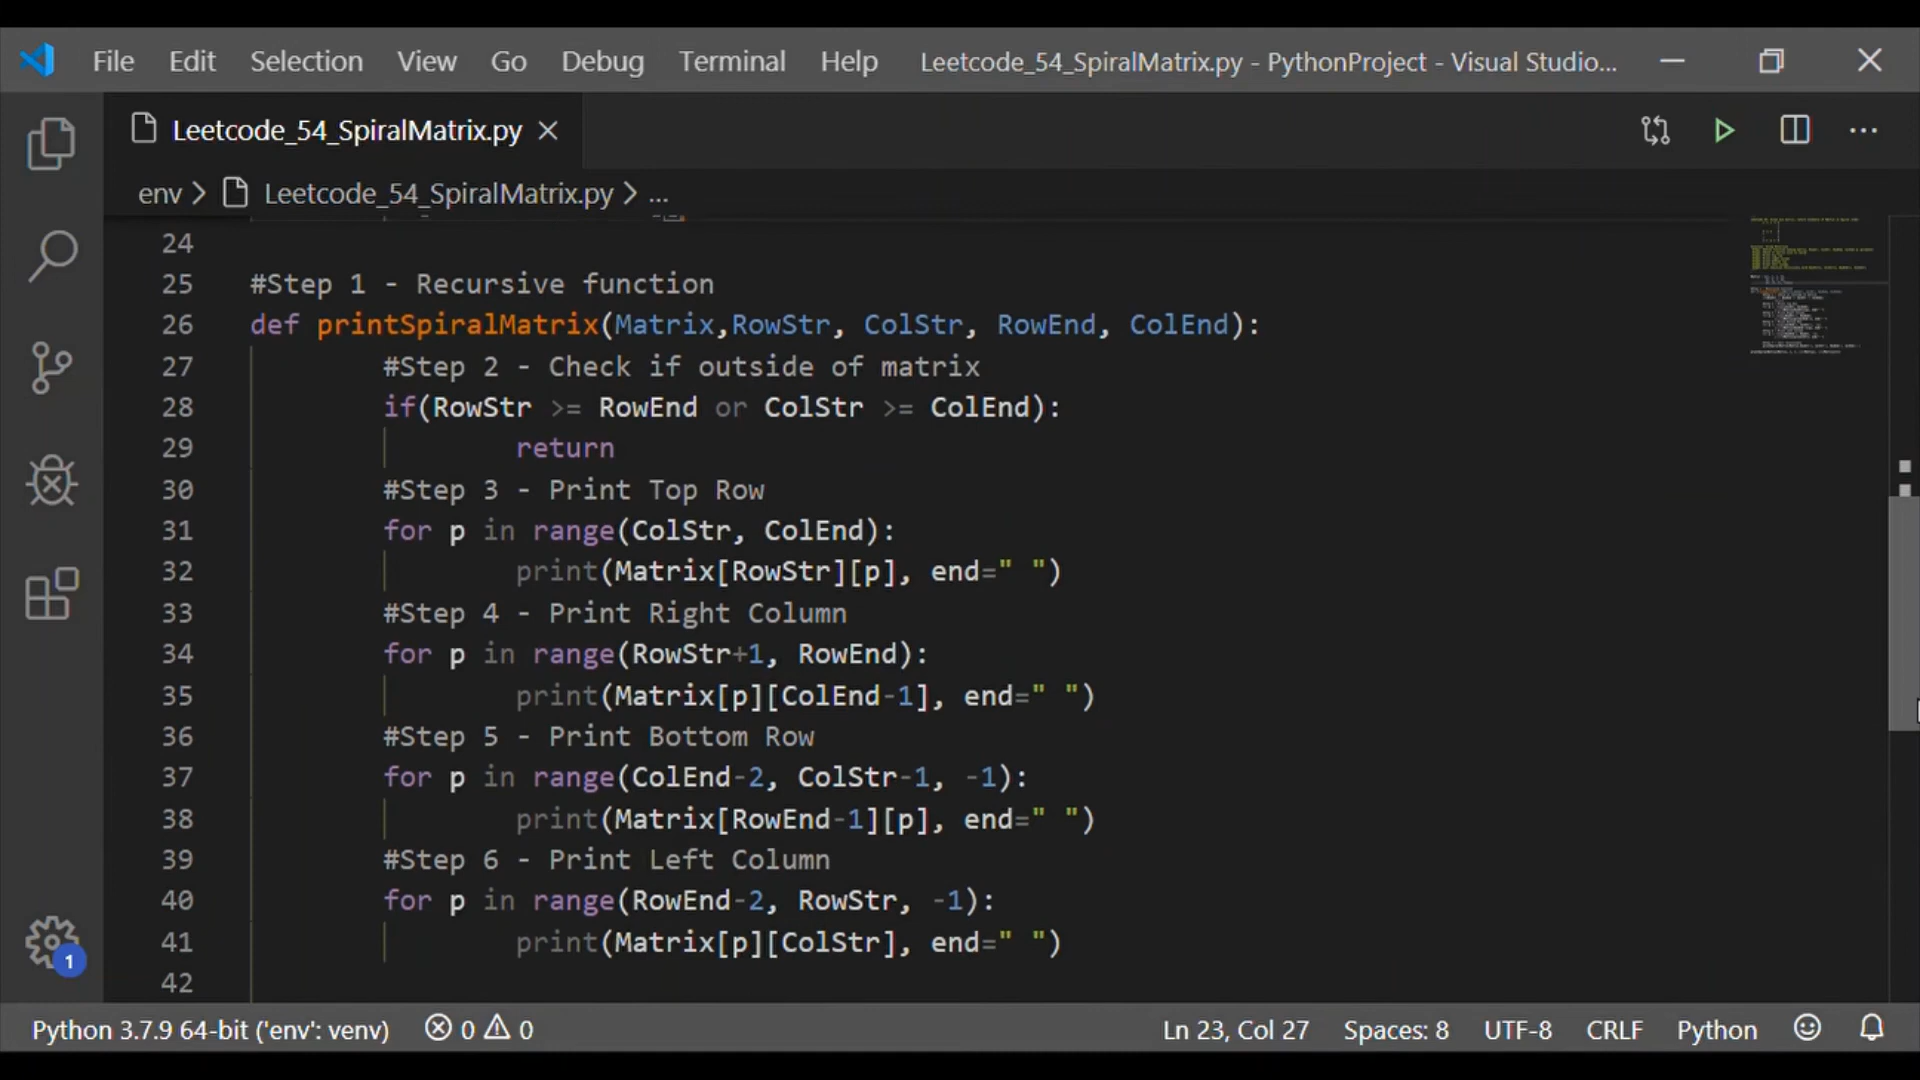 File Edit Selection View Go Debug Terminal Help Leetcode_54_SpiralMatrix.py - PythonProject - Visual Studio...
Leetcode_54_SpiralMatrix.py
env > Leetcode_54_SpiralMatrix.py > ...
24
25 #Step 1 - Recursive function
26 def printSpiralMatrix(Matrix,RowStr, ColStr, RowEnd, ColEnd):
27 #Step 2 - Check if outside of matrix
28 if(RowStr >= RowEnd or ColStr >= ColEnd):
29 return
30 #Step 3 - Print Top Row
31 for p in range(ColStr, ColEnd):
32 print(Matrix[RowStr][p], end=" ")
33 #Step 4 - Print Right Column
34 for p in range(RowStr+1, RowEnd):
35 print(Matrix[p][ColEnd-1], end=" ")
36 #Step 5 - Print Bottom Row
37 for p in range(ColEnd-2, ColStr-1, -1):
38 print(Matrix[RowEnd-1][p], end=" ")
39 #Step 6 - Print Left Column
40 for p in range(RowEnd-2, RowStr, -1):
41 print(Matrix[p][ColStr], end=" ")
42
1
Python 3.7.9 64-bit ('env': venv) 0 0 Ln 23, Col 27 Spaces: 8 UTF-8 CRLF Python